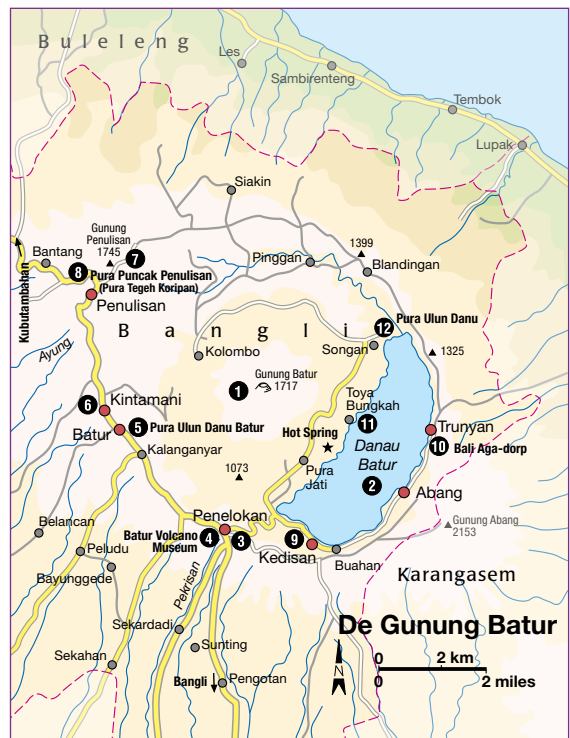 Buleleng
Les
Sambirenteng
Tembok
Lupak
Siakin
Gunung
Penulisan
1745
7
Bantang
8
Pura Puncak Penulisan
(Pura Tegeh Koripan)
Penulisan
Kubutambahan
Pinggan
1399
Blandingan
Bangli
12
Pura Ulun Danu
Songan
1325
Ayung
Kolombo
1
Gunung Batur
1717
Toya
Bungkah
11
6
Kintamani
Batur
5
Pura Ulun Danu Batur
Kalanganyar
Hot Spring
Danau
Batur
2
Trunyan
10
Bali Aga-dorp
1073
Pura
Jati
Abang
Gunung Abang
2153
Belancan
Peludu
Bayunggede
Penelokan
Batur Volcano
Museum
4
3
9
Kedisan
Buahan
Karangasem
Pekrisan
Sekardadi
Sunting
Sekahan
Bangli
Pengotan
De Gunung Batur
N
0
2 km
0
2 miles